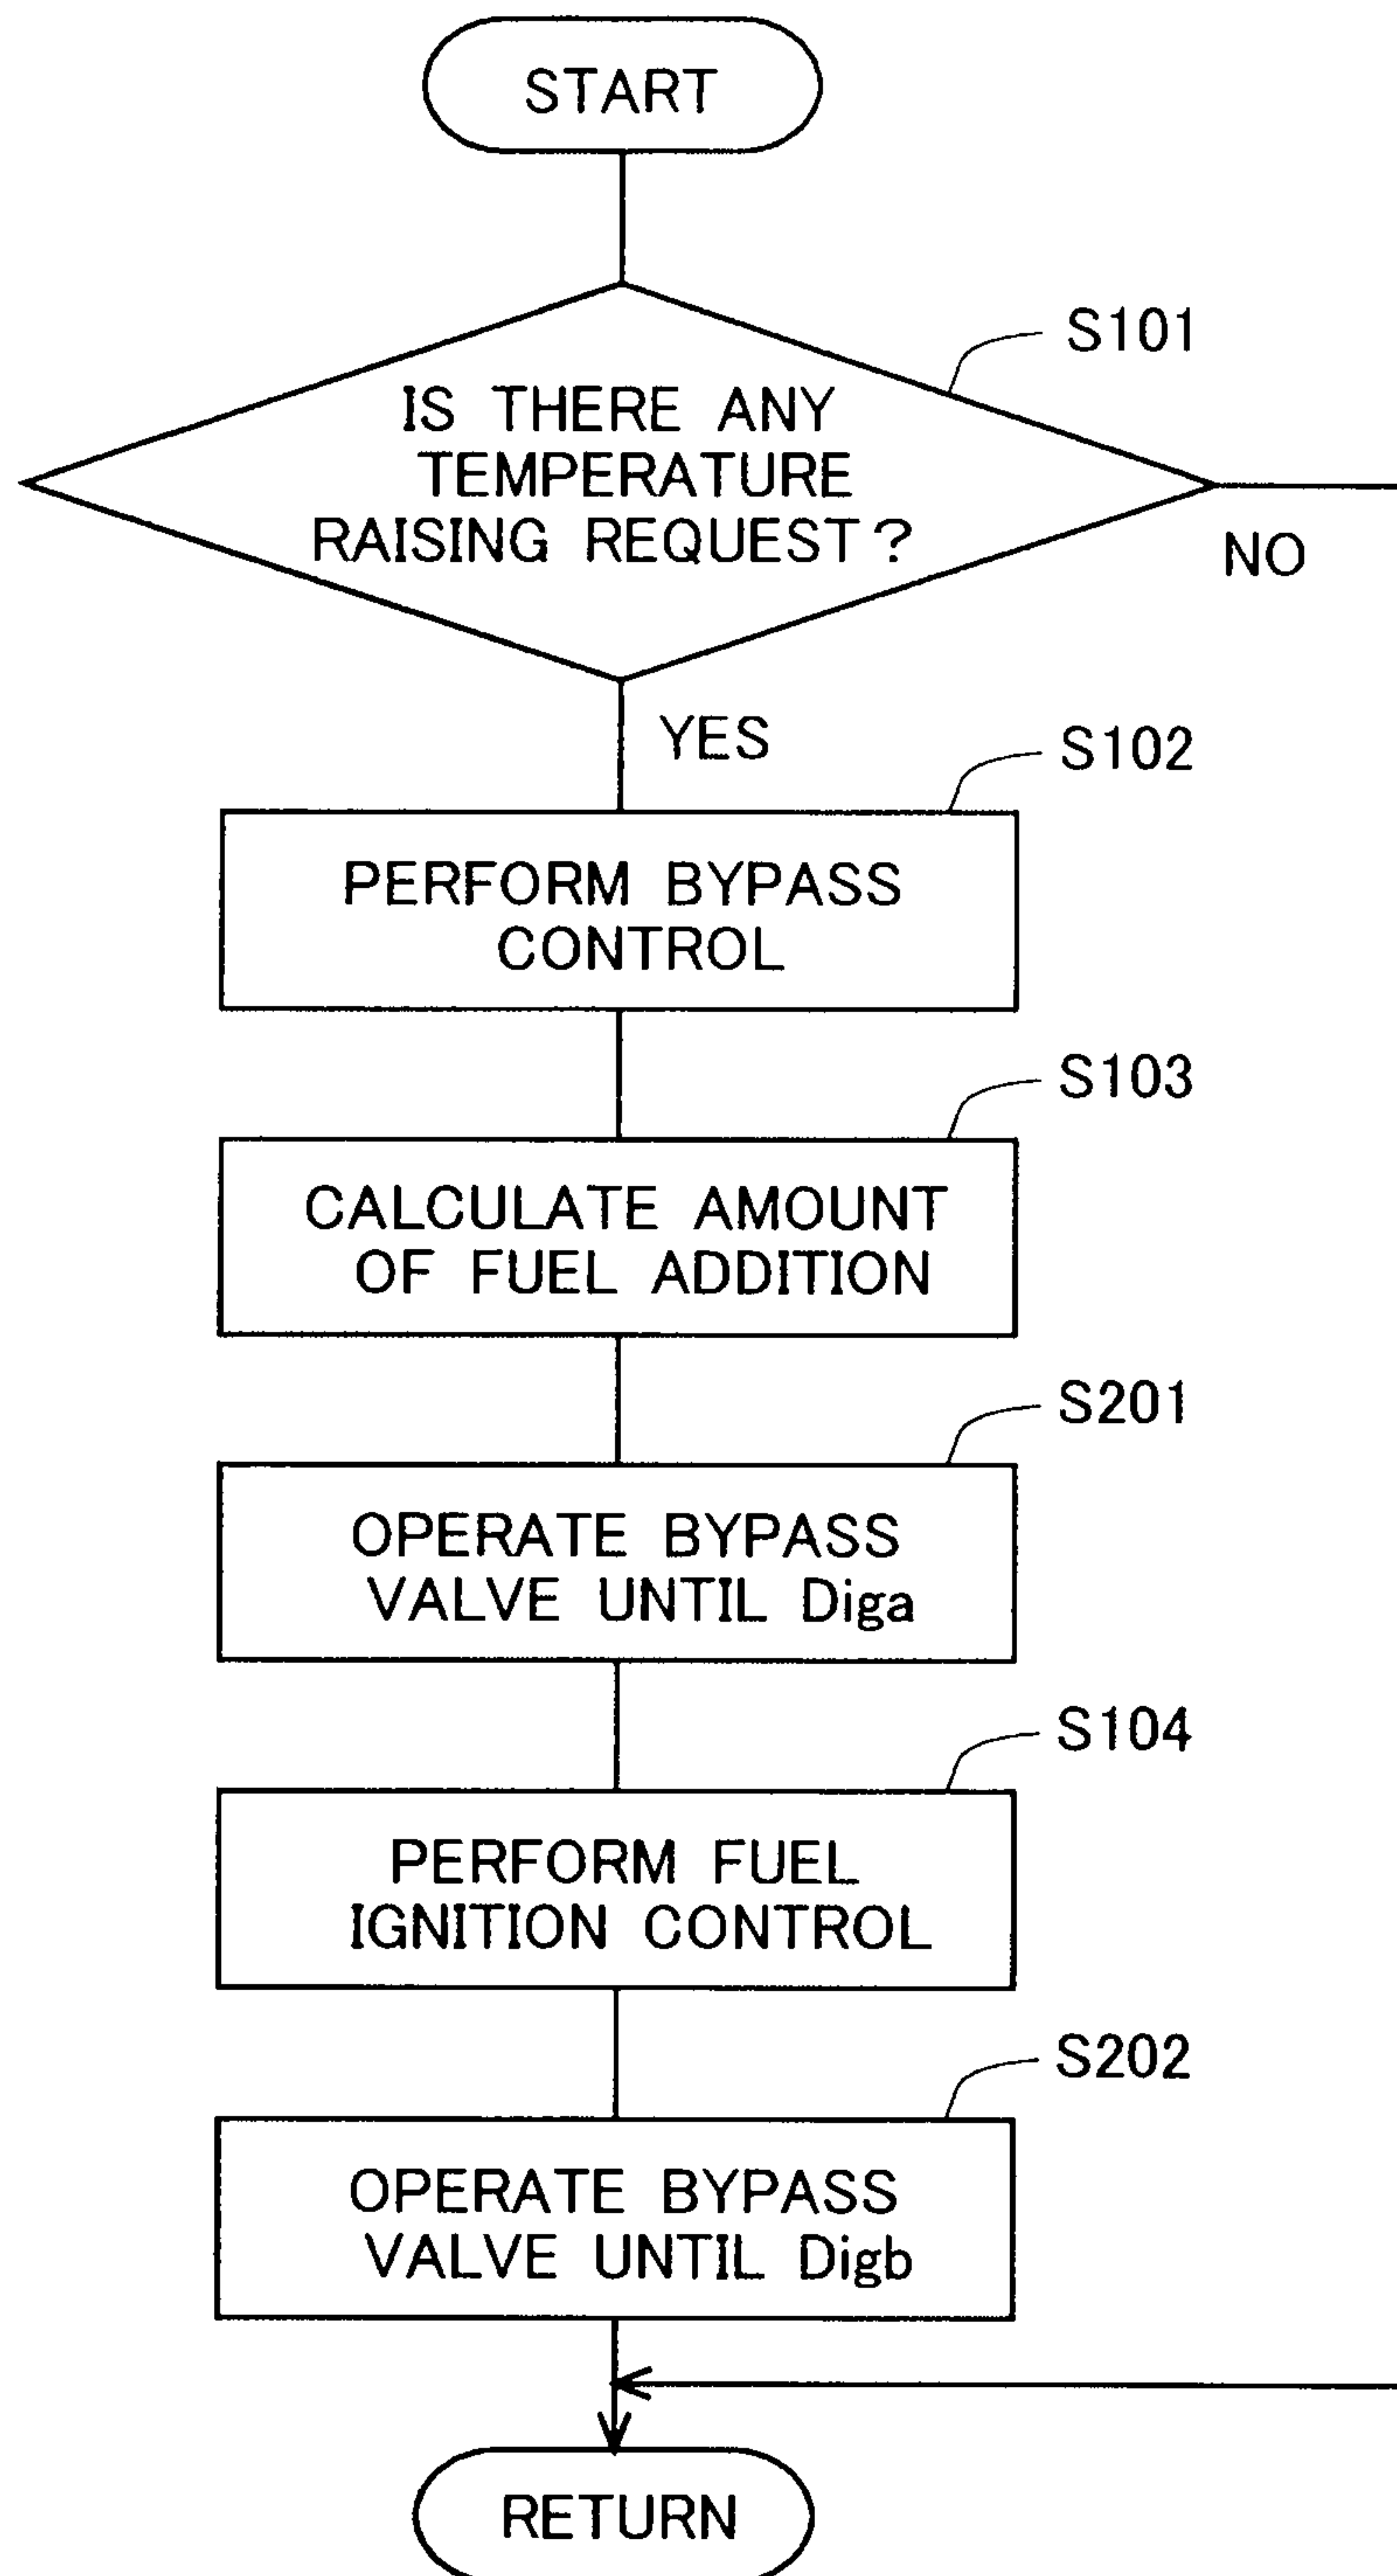 START
S101
IS THERE ANY
TEMPERATURE
RAISING REQUEST?
NO
YES
S102
PERFORM BYPASS
CONTROL
S103
CALCULATE AMOUNT
OF FUEL ADDITION
S201
OPERATE BYPASS
VALVE UNTIL Diga
S104
PERFORM FUEL
IGNITION CONTROL
S202
OPERATE BYPASS
VALVE UNTIL Digb
RETURN